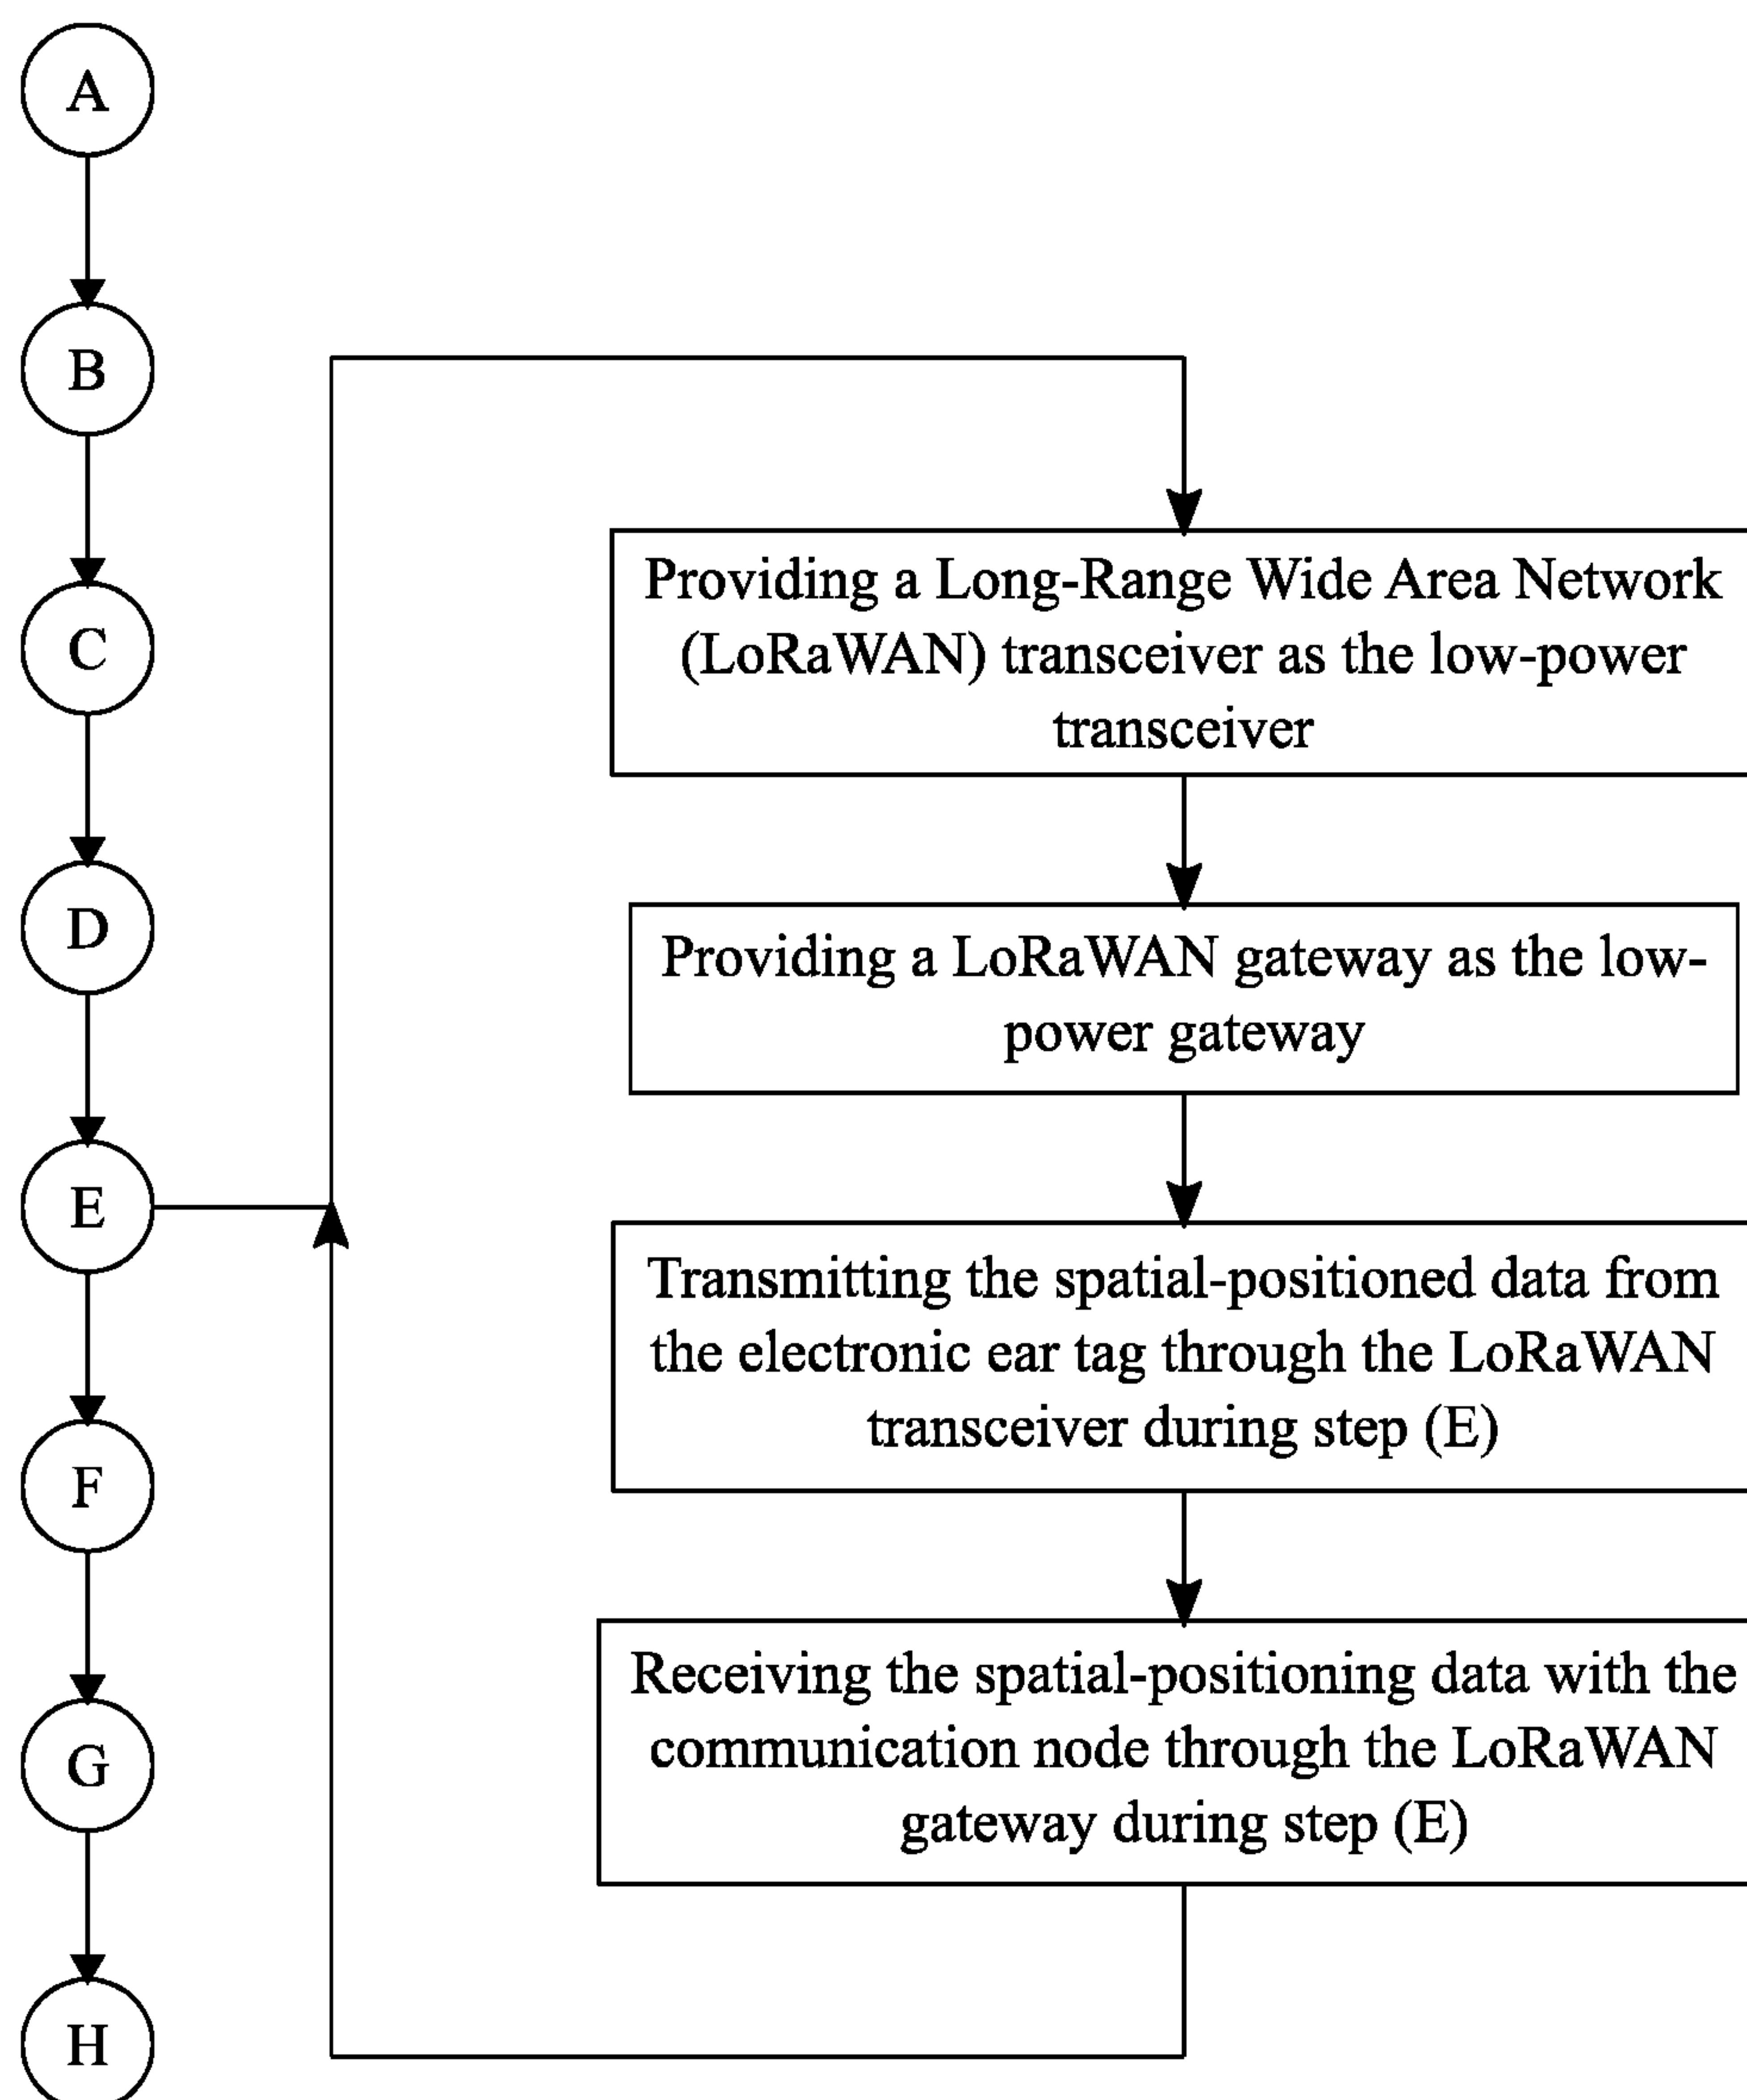 A
B
C
D
E
F
G
H
Providing a Long-Range Wide Area Network
(LoRaWAN) transceiver as the low-power
transceiver
Providing a LoRaWAN gateway as the low-
power gateway
Transmitting the spatial-positioned data from
the electronic ear tag through the LoRaWAN
transceiver during step (E)
Receiving the spatial-positioning data with the
communication node through the LoRaWAN
gateway during step (E)